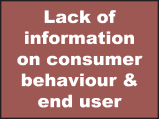 Lack of
information
on consumer
behaviour &
end user